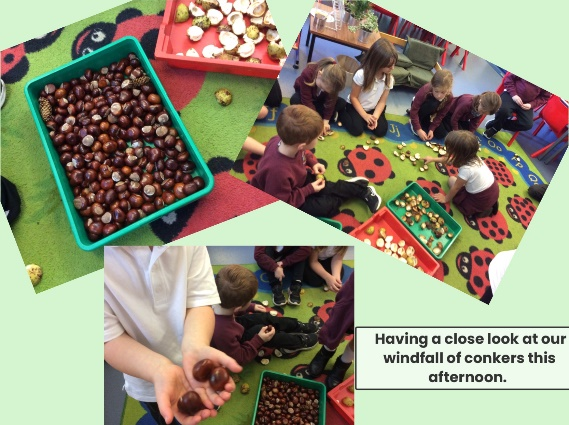 Having a close look at our
windfall of conkers this
afternoon.